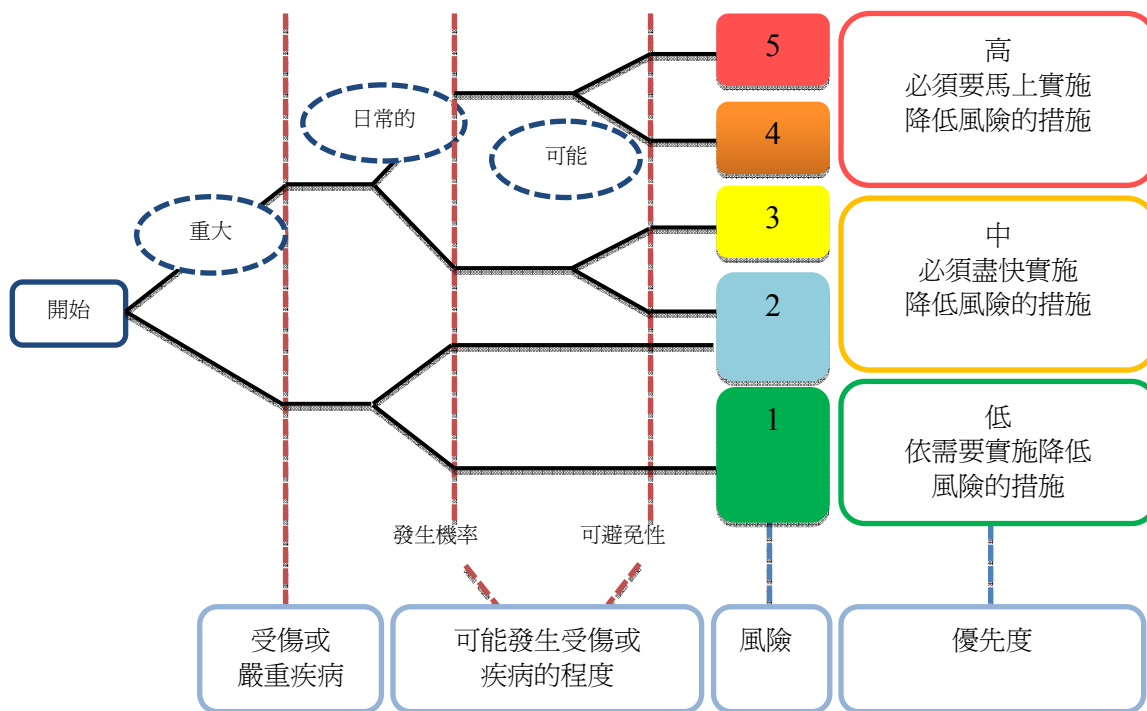 開始
重大
日常的
可能
5
4
3
2
1
高
必須要馬上實施
降低風險的措施
中
必須盡快實施
降低風險的措施
低
依需要實施降低
風險的措施
發生機率
可避免性
受傷或
嚴重疾病
可能發生受傷或
疾病的程度
風險
優先度